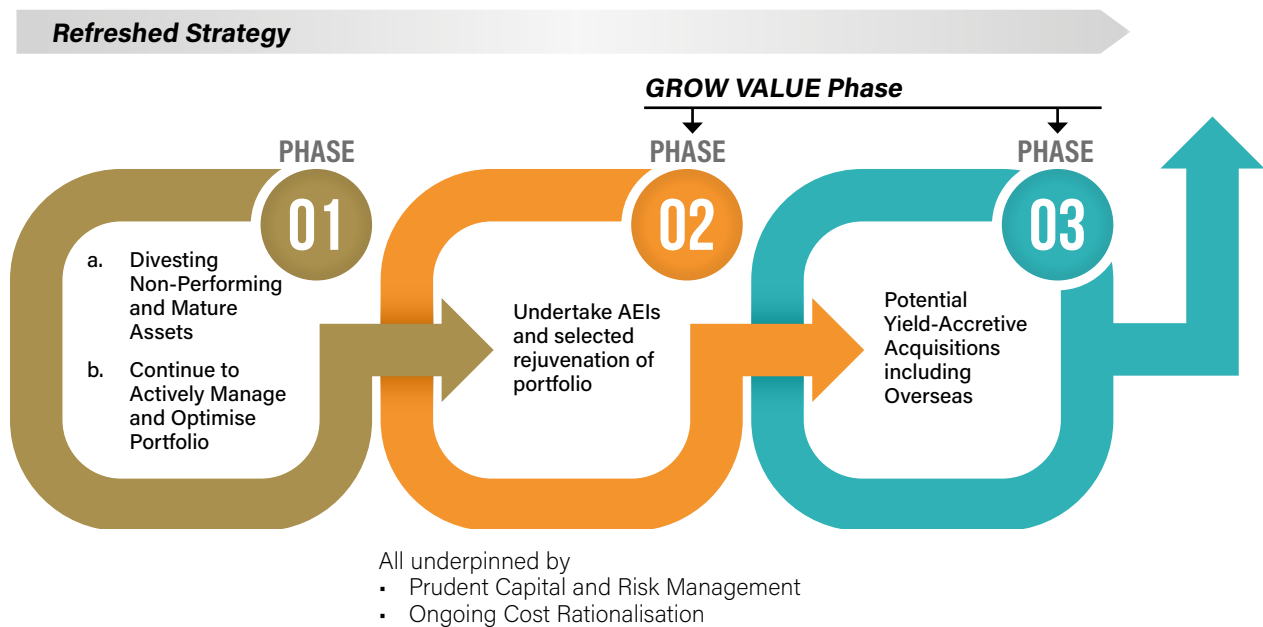 Refreshed Strategy
GROW VALUE Phase
PHASE
01
a. Divesting
Non-Performing
and Mature
Assets
b. Continue to
Actively Manage
and Optimise
Portfolio
PHASE
02
Undertake AEIs
and selected
rejuvenation of
portfolio
PHASE
03
Potential
Yield-Accretive
Acquisitions
including
Overseas
All underpinned by
• Prudent Capital and Risk Management
• Ongoing Cost Rationalisation